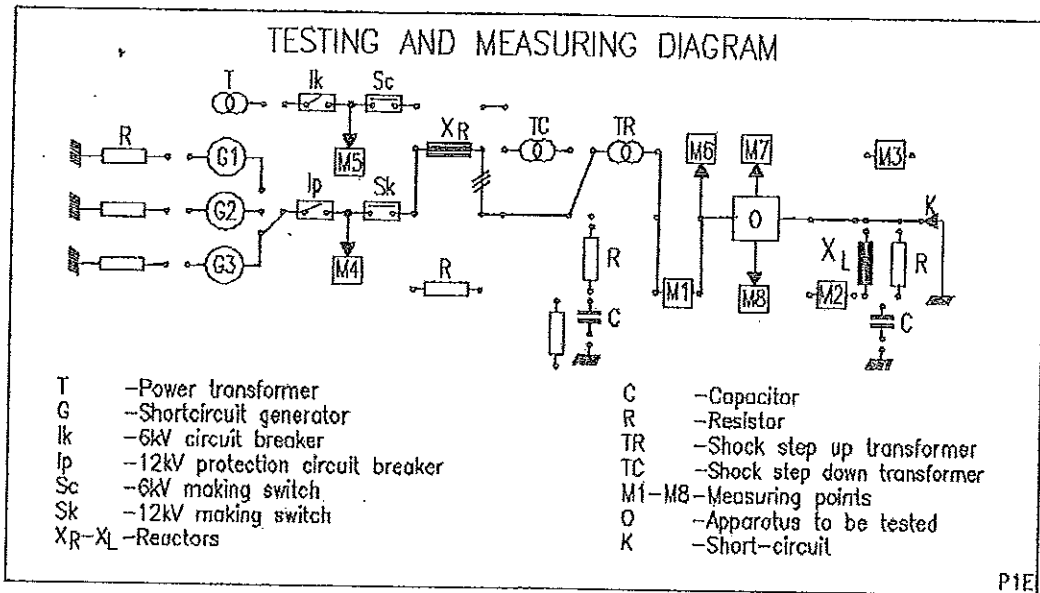 TESTING AND MEASURING DIAGRAM
T Ik Sc
R G1 M5 XR TC TR M6 M7 M3
G2 Ip Sk O K
G3 M4 R R M1 M8 XL M2 R
C C
T -Power transformer
G -Shortcircuit generator
Ik -6kV circuit breaker
Ip -12kV protection circuit breaker
Sc -6kV making switch
Sk -12kV making switch
XR-XL-Reactors
C -Capacitor
R -Resistor
TR -Shock step up transformer
TC -Shock step down transformer
M1-M8-Measuring points
O -Apparatus to be tested
K -Short-circuit
P1E